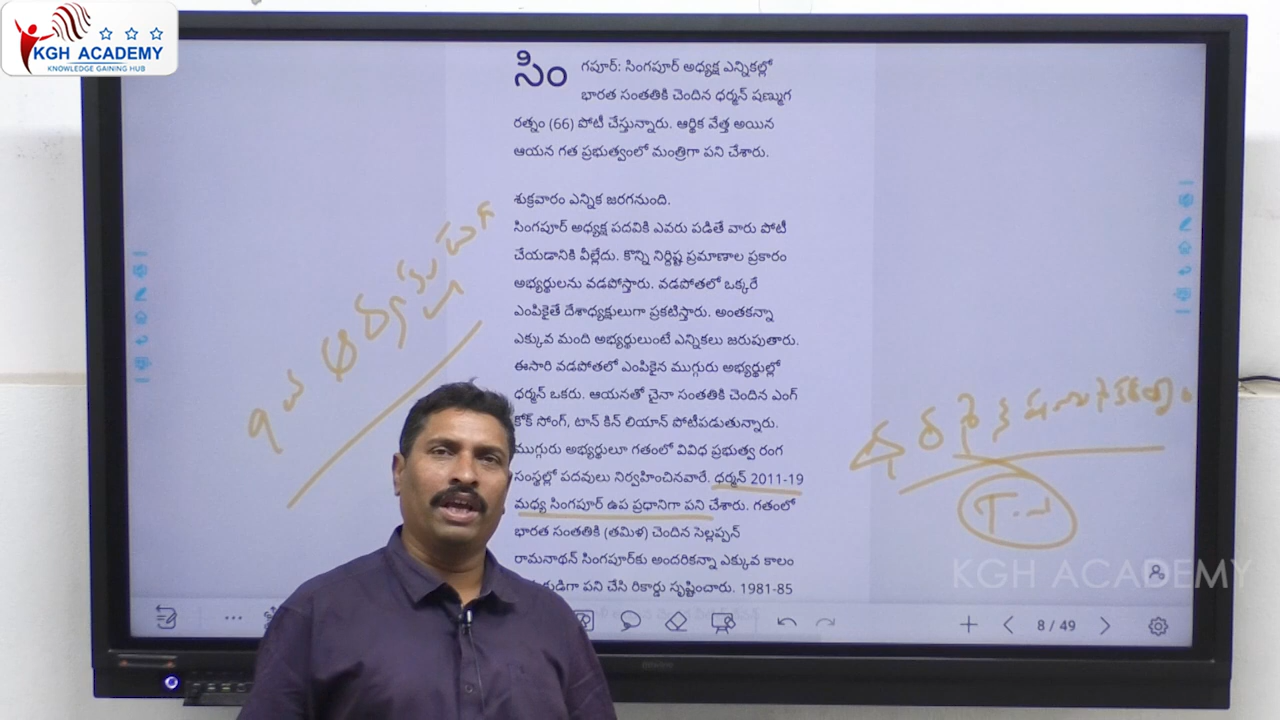 KGH ACADEMY
KNOWLEDGE GAINING HUB
సిం గపూర్: సింగపూర్ అధ్యక్ష ఎన్నికల్లో
భారత సంతతికి చెందిన ధర్మన్ షణ్ముగ
రత్నం (66) పోటీ చేస్తున్నారు. ఆర్థిక వేత్త అయిన
ఆయన గత ప్రభుత్వంలో మంత్రిగా పని చేశారు.
శుక్రవారం ఎన్నిక జరగనుంది.
సింగపూర్ అధ్యక్ష పదవికి ఎవరు పడితే వారు పోటీ
చేయడానికి వీల్లేదు. కొన్ని నిర్దిష్ట ప్రమాణాల ప్రకారం
అభ్యర్థులను వడపోస్తారు. వడపోతలో ఒక్కరే
ఎంపికైతే దేశాధ్యక్షులుగా ప్రకటిస్తారు. అంతకన్నా
ఎక్కువ మంది అభ్యర్థులుంటే ఎన్నికలు జరుపుతారు.
ఈసారి వడపోతలో ఎంపికైన ముగ్గురు అభ్యర్థుల్లో
ధర్మన్ ఒకరు. ఆయనతో చైనా సంతతికి చెందిన ఎంగ్
కోక్ సోంగ్, టాన్ కిన్ లియాన్ పోటీపడుతున్నారు.
ముగ్గురు అభ్యర్థులూ గతంలో వివిధ ప్రభుత్వ రంగ
సంస్థల్లో పదవులు నిర్వహించినవారే. ధర్మన్ 2011-19
మధ్య సింగపూర్ ఉప ప్రధానిగా పని చేశారు. గతంలో
భారత సంతతికి (తమిళ) చెందిన సెల్లప్పన్
రామనాథన్ సింగపూర్‌కు అందరికన్నా ఎక్కువ కాలం
పని చేసి రికార్డు సృష్టించారు. 1981-85
KGH ACADEMY
8 / 49